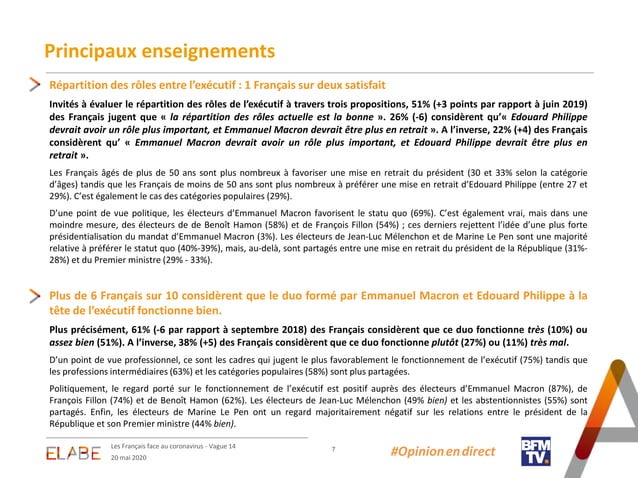 Principaux enseignements
Répartition des rôles entre l'exécutif : 1 Français sur deux satisfait
Invités à évaluer le répartition des rôles de l'exécutif à travers trois propositions, 51% (+3 points par rapport à juin 2019)
des Français jugent que « la répartition des rôles actuelle est la bonne ». 26% (-6) considèrent qu'« Edouard Philippe
devrait avoir un rôle plus important, et Emmanuel Macron devrait être plus en retrait ». A l'inverse, 22% (+4) des Français
considèrent qu' « Emmanuel Macron devrait avoir un rôle plus important, et Edouard Philippe devrait être plus en
retrait ».
Les Français âgés de plus de 50 ans sont plus nombreux à favoriser une mise en retrait du président (30 et 33% selon la catégorie
d'âges) tandis que les Français de moins de 50 ans sont plus nombreux à préférer une mise en retrait d'Edouard Philippe (entre 27 et
29%). C'est également le cas des catégories populaires (29%).
D'une point de vue politique, les électeurs d'Emmanuel Macron favorisent le statu quo (69%). C'est également vrai, mais dans une
moindre mesure, des électeurs de de Benoît Hamon (58%) et de François Fillon (54%) ; ces derniers rejettent l'idée d'une plus forte
présidentialisation du mandat d'Emmanuel Macron (3%). Les électeurs de Jean-Luc Mélenchon et de Marine Le Pen sont une majorité
relative à préférer le statut quo (40%-39%), mais, au-delà, sont partagés entre une mise en retrait du président de la République (31%-
28%) et du Premier ministre (29% - 33%).
Plus de 6 Français sur 10 considèrent que le duo formé par Emmanuel Macron et Edouard Philippe à la
tête de l'exécutif fonctionne bien.
Plus précisément, 61% (-6 par rapport à septembre 2018) des Français considèrent que ce duo fonctionne très (10%) ou
assez bien (51%). A l'inverse, 38% (+5) des Français considèrent que ce duo fonctionne plutôt (27%) ou (11%) très mal.
D'un point de vue professionnel, ce sont les cadres qui jugent le plus favorablement le fonctionnement de l'exécutif (75%) tandis que
les professions intermédiaires (63%) et les catégories populaires (58%) sont plus partagées.
Politiquement, le regard porté sur le fonctionnement de l'exécutif est positif auprès des électeurs d'Emmanuel Macron (87%), de
François Fillon (74%) et de Benoît Hamon (62%). Les électeurs de Jean-Luc Mélenchon (49% bien) et les abstentionnistes (55%) sont
partagés. Enfin, les électeurs de Marine Le Pen ont un regard majoritairement négatif sur les relations entre le président de la
République et son Premier ministre (44% bien).
ELABE
Les Français face au coronavirus - Vague 14
20 mai 2020
7
#Opinion en direct
BFM
TV.